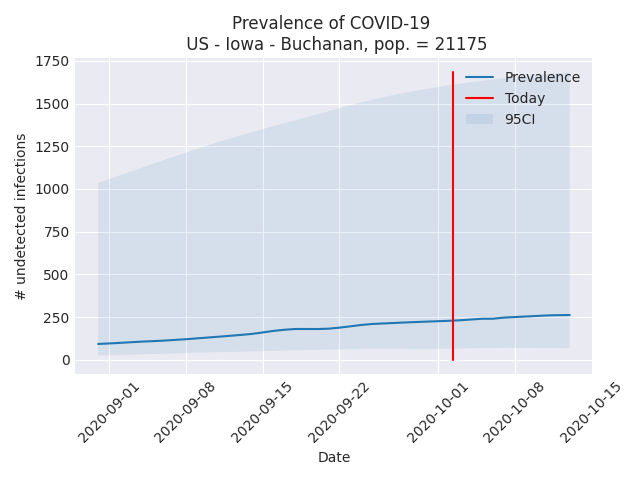 Prevalence of COVID-19
US - Iowa - Buchanan, pop. = 21175
Prevalence
Today
95CI
# undetected infections
1750
1500
1250
1000
750
500
250
0
2020-09-01
2020-09-08
2020-09-15
2020-09-22
2020-10-01
2020-10-08
2020-10-15
Date